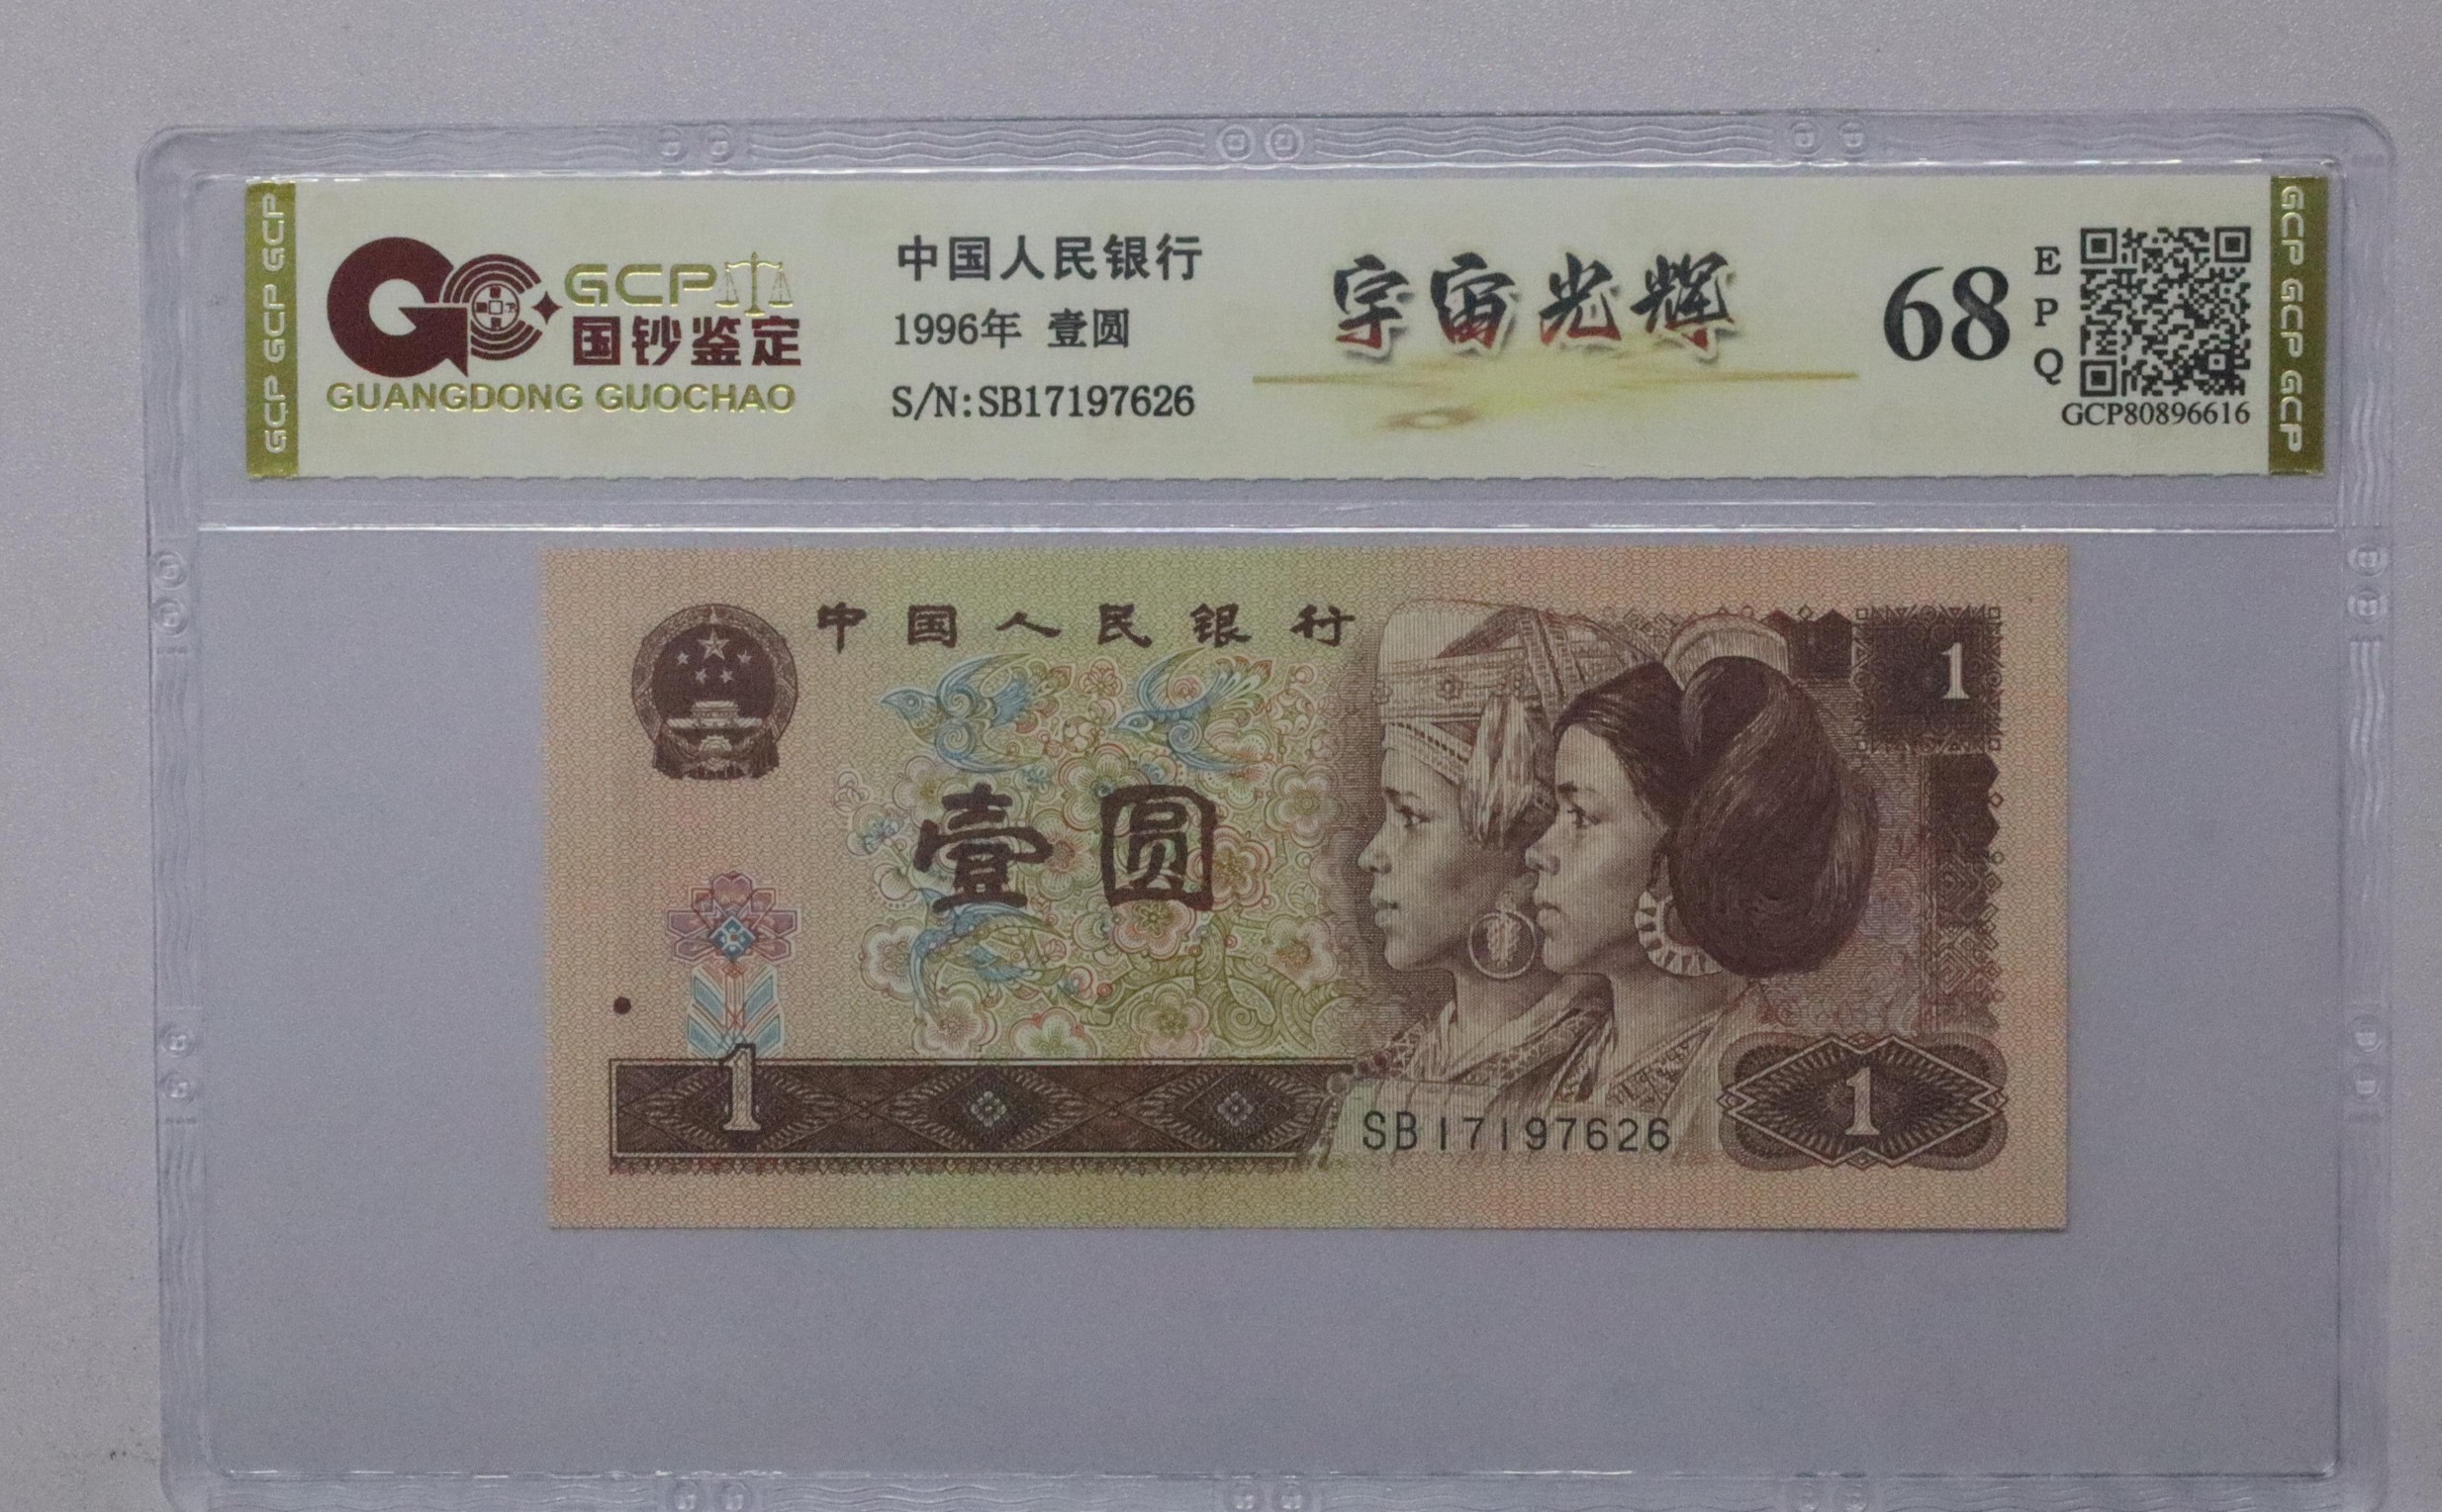 GCP GCP GCP
GCP
国钞鉴定
GUANGDONG GUOCHAO
中国人民银行
1996年 壹圆
S/N:SB17197626
宇宙光辉
68
EPQ
GCP80896616
GCP GCP GCP
中国人民银行
1
壹圆
1
SB17197626
1